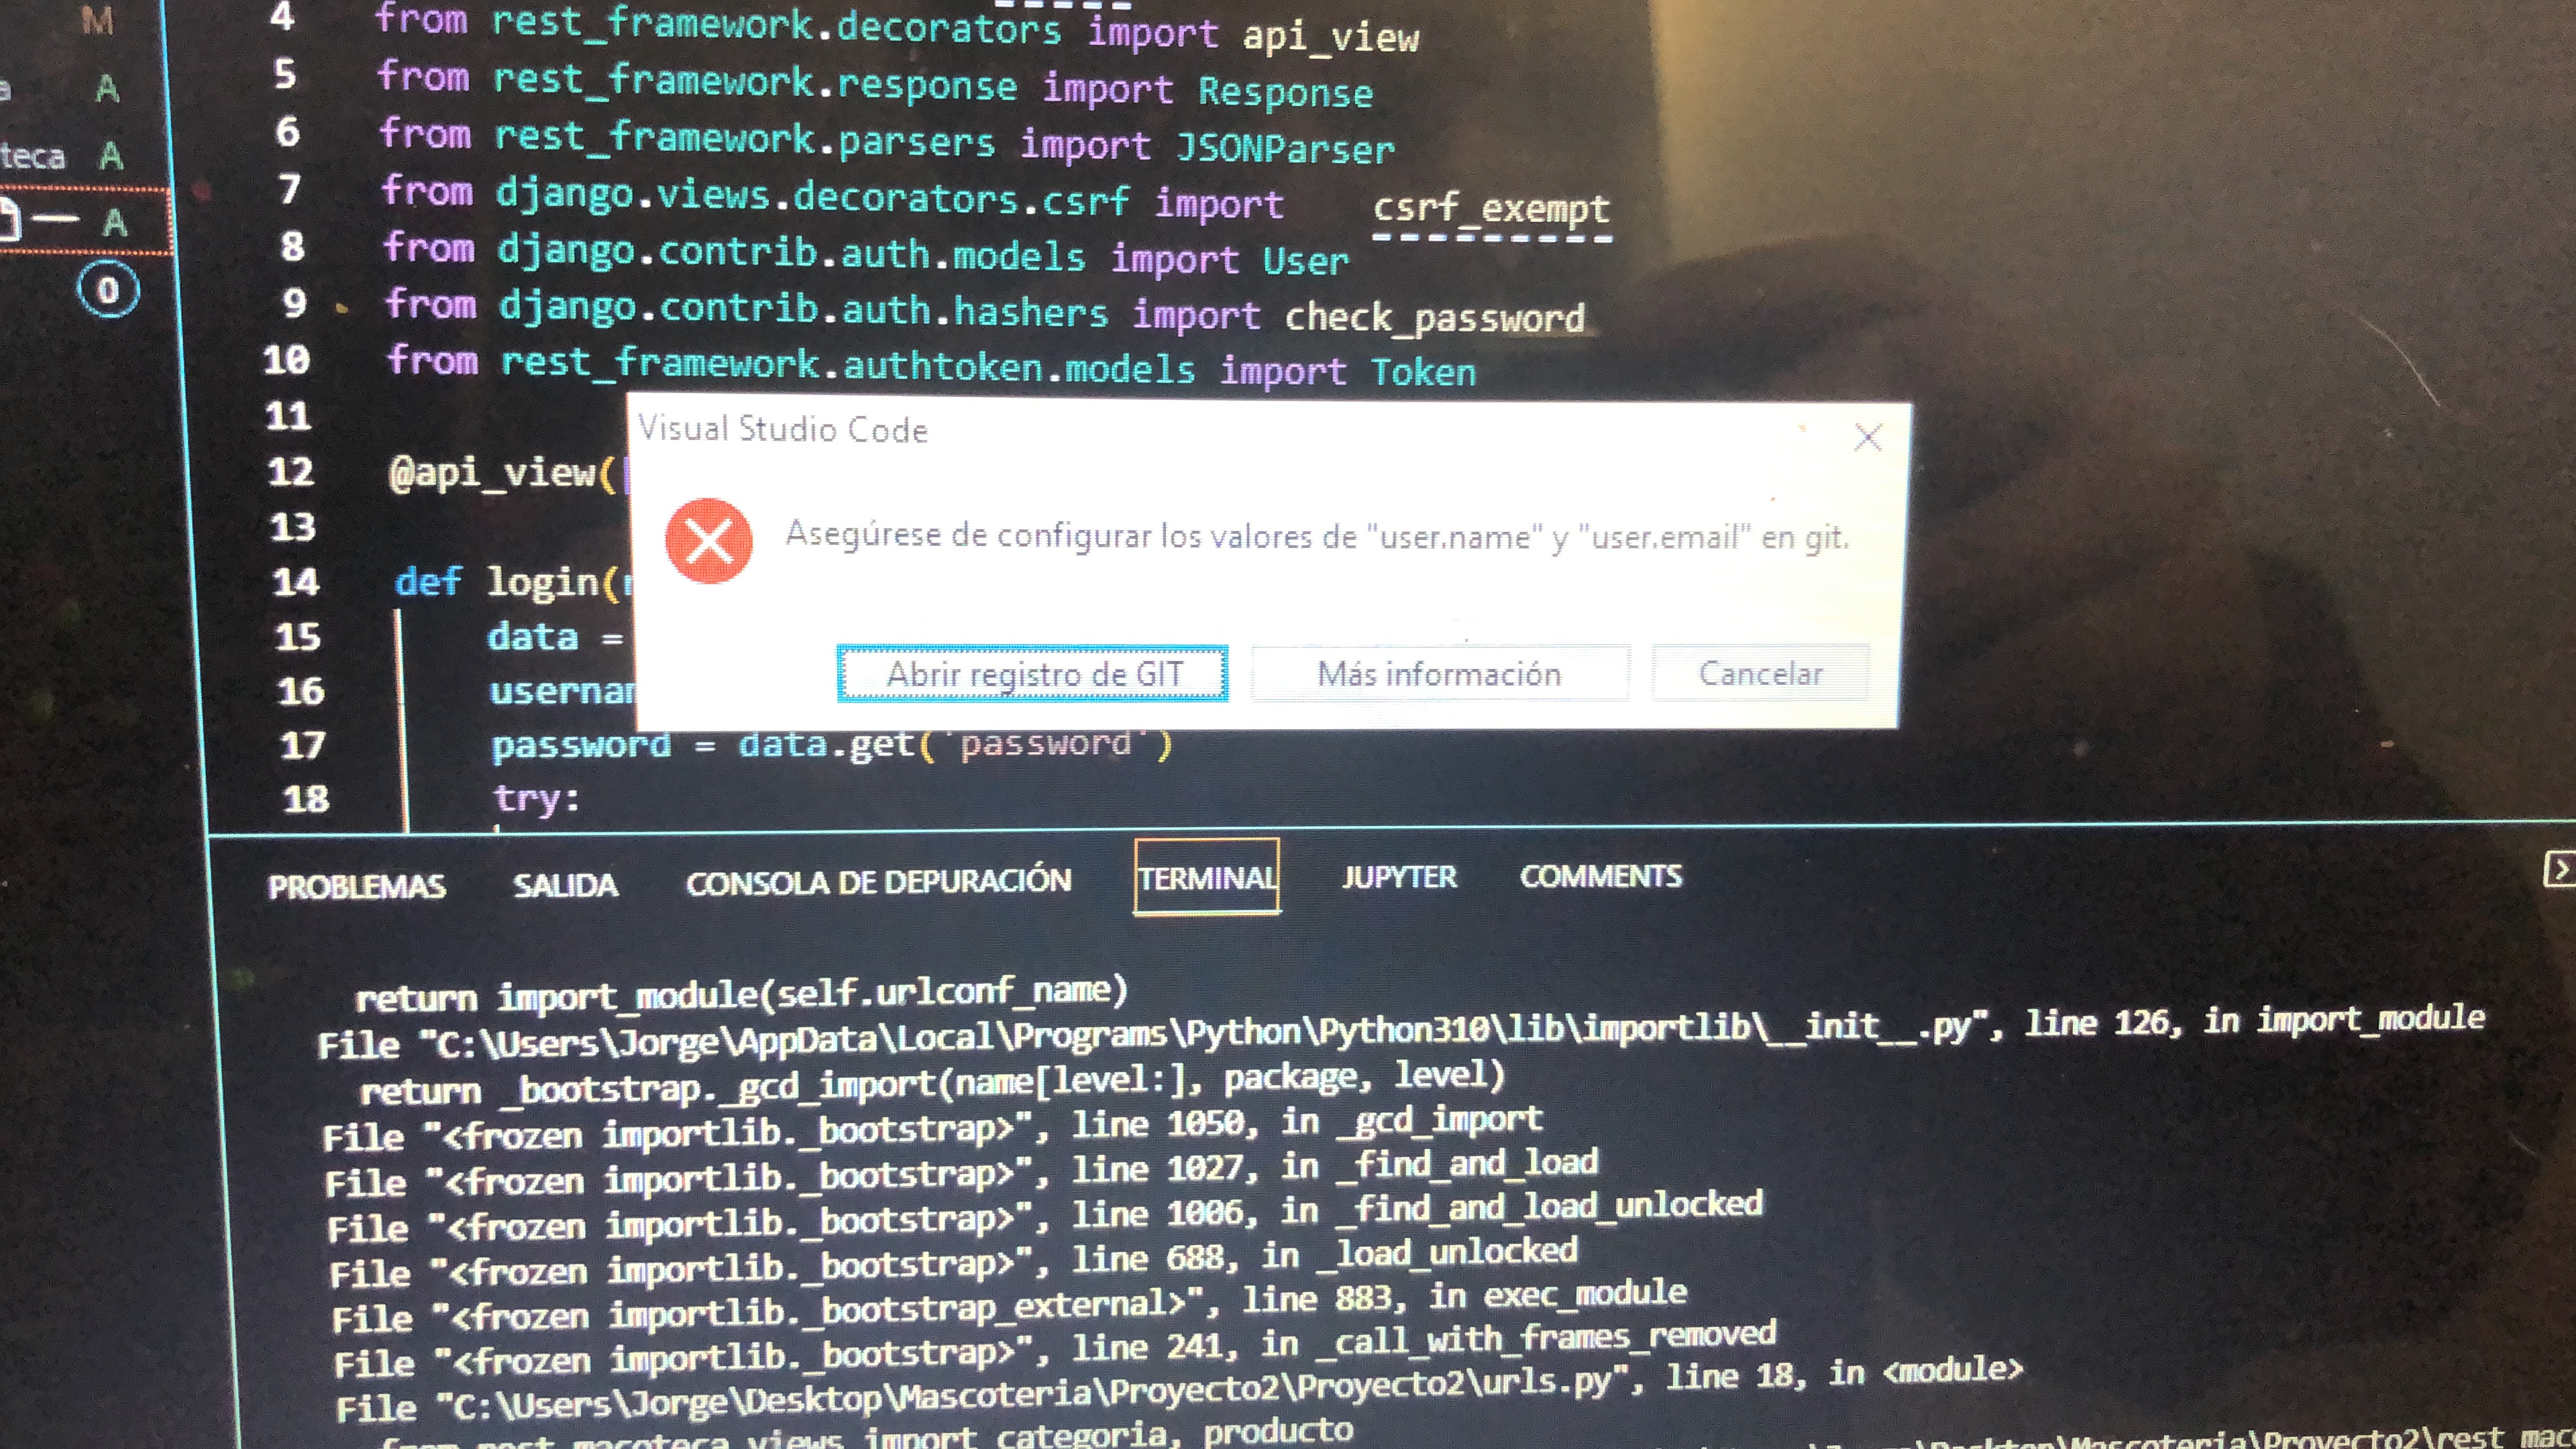 M
A
teca A
A
0
4 from rest_framework.decorators import api_view
5 from rest_framework.response import Response
6 from rest_framework.parsers import JSONParser
7 from django.views.decorators.csrf import csrf_exempt
8 from django.contrib.auth.models import User
9 from django.contrib.auth.hashers import check_password
10 from rest_framework.authtoken.models import Token
11
12 @api_view(
13
14 def login(
15 data =
16
17 password = data.get('password')
18 try:
Visual Studio Code
Asegúrese de configurar los valores de "user.name" y "user.email" en git.
Abrir registro de GIT Más información Cancelar
PROBLEMAS SALIDA CONSOLA DE DEPURACIÓN TERMINAL JUPYTER COMMENTS
return import_module(self.urlconf_name)
File "C:\Users\Jorge\AppData\Local\Programs\Python\Python310\lib\importlib\__init__.py", line 126, in import_module
return _bootstrap._gcd_import(name[level:], package, level)
File "<frozen importlib._bootstrap>", line 1050, in _gcd_import
File "<frozen importlib._bootstrap>", line 1027, in _find_and_load
File "<frozen importlib._bootstrap>", line 1006, in _find_and_load_unlocked
File "<frozen importlib._bootstrap>", line 688, in _load_unlocked
File "<frozen importlib._bootstrap_external>", line 883, in exec_module
File "<frozen importlib._bootstrap>", line 241, in _call_with_frames_removed
File "C:\Users\Jorge\Desktop\Mascoteria\Proyecto2\Proyecto2\urls.py", line 18, in <module>
views import categoria, producto